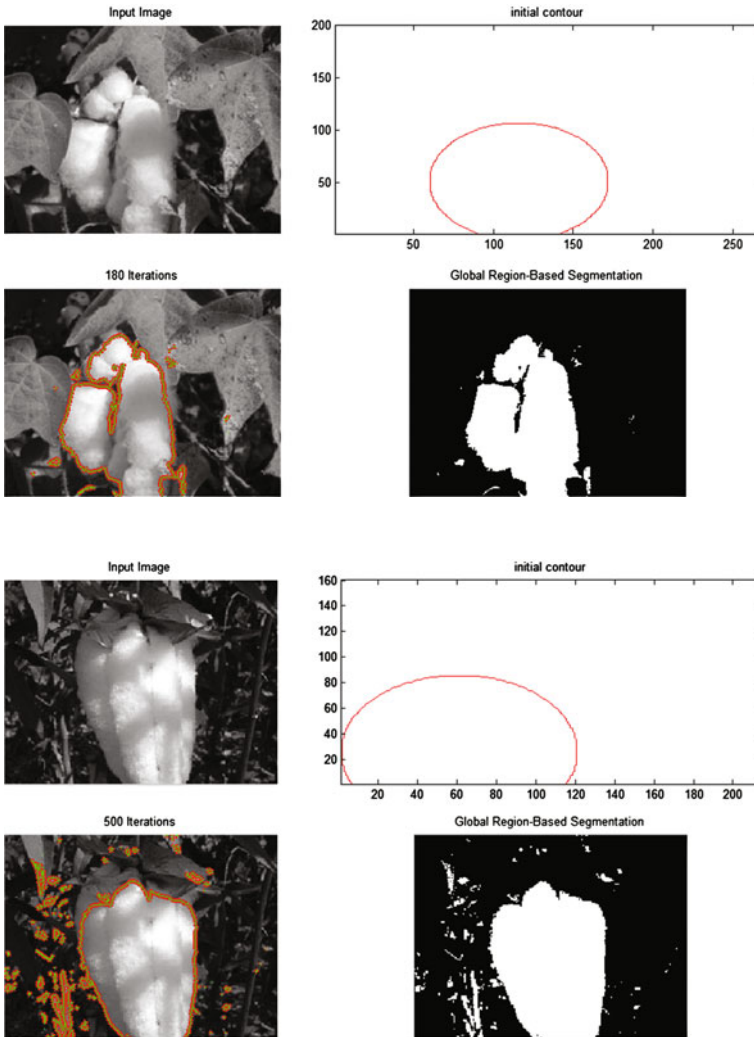 Input Image
initial contour
200
150
100
50
50 100 150 200 250
180 Iterations
Global Region-Based Segmentation
Input Image
initial contour
160
140
120
100
80
60
40
20
20 40 60 80 100 120 140 160 180 200
500 Iterations
Global Region-Based Segmentation